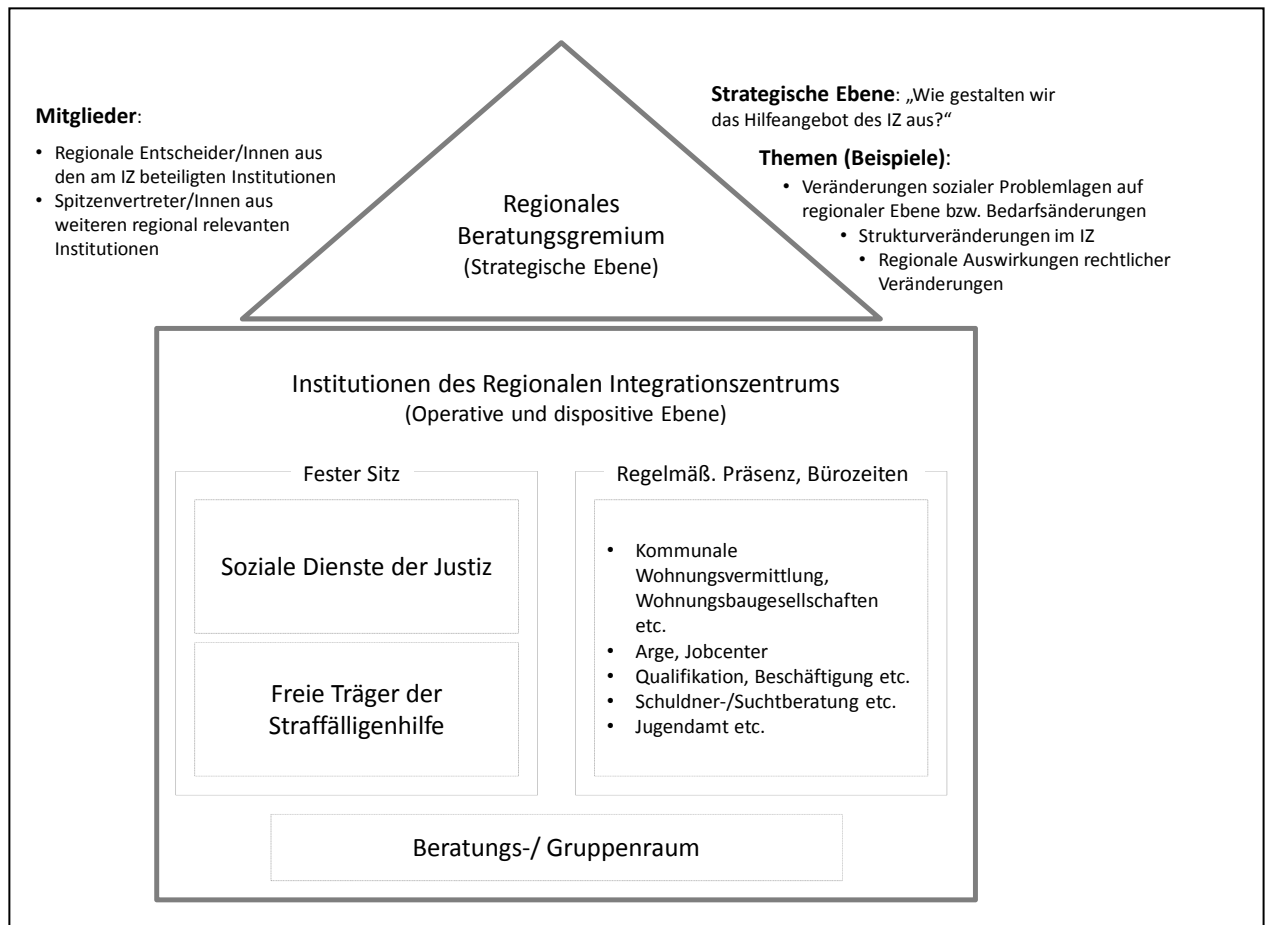 Mitglieder:
• Regionale Entscheider/Innen aus
den am IZ beteiligten Institutionen
• Spitzenvertreter/Innen aus
weiteren regional relevanten
Institutionen
Strategische Ebene: „Wie gestalten wir
das Hilfeangebot des IZ aus?“
Themen (Beispiele):
• Veränderungen sozialer Problemlagen auf
regionaler Ebene bzw. Bedarfsänderungen
• Strukturveränderungen im IZ
• Regionale Auswirkungen rechtlicher
Veränderungen
Regionales
Beratungsgremium
(Strategische Ebene)
Institutionen des Regionalen Integrationszentrums
(Operative und dispositive Ebene)
Fester Sitz
Soziale Dienste der Justiz
Freie Träger der
Straffälligenhilfe
Regelmäß. Präsenz, Bürozeiten
• Kommunale
Wohnungsvermittlung,
Wohnungsbaugesellschaften
etc.
• Arge, Jobcenter
• Qualifikation, Beschäftigung etc.
• Schuldner-/Suchtberatung etc.
• Jugendamt etc.
Beratungs-/ Gruppenraum